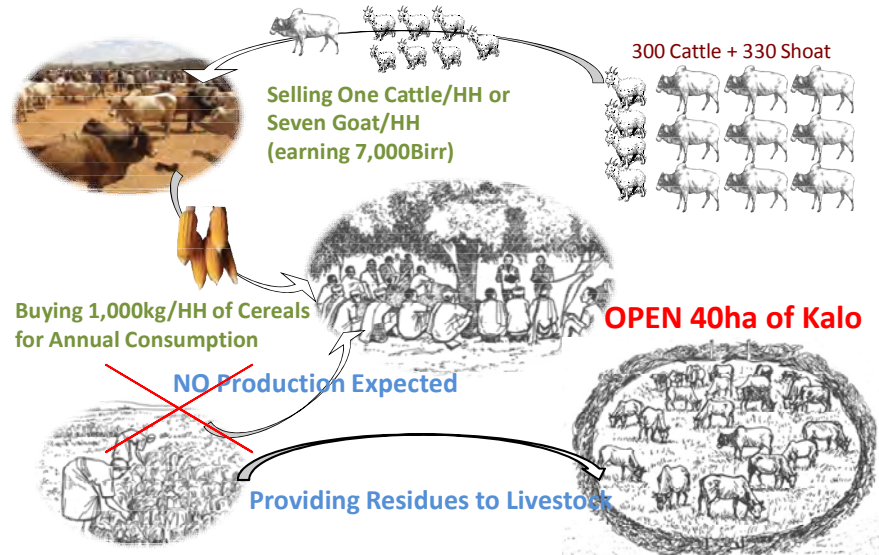 300 Cattle + 330 Shoat
Selling One Cattle/HH or
Seven Goat/HH
(earning 7,000Birr)
Buying 1,000kg/HH of Cereals
for Annual Consumption
OPEN 40ha of Kalo
NO Production Expected
Providing Residues to Livestock